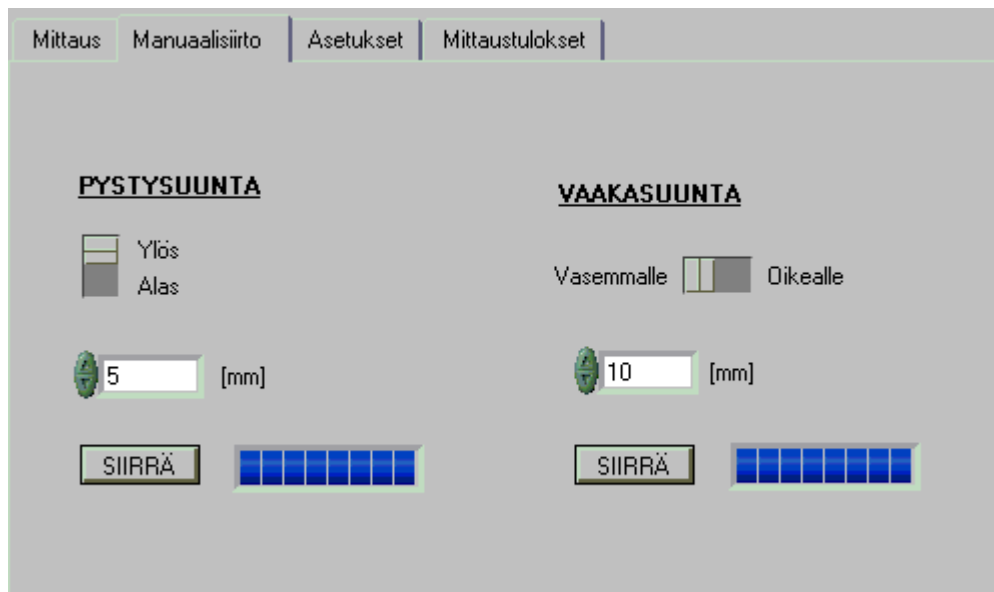 Mittaus Manuaalisiirto Asetukset Mittaustulokset
PYSTYSUUNTA
Ylös
Alas
5 [mm]
SIIRRÄ
VAAKASUUNTA
Vasemmalle Oikealle
10 [mm]
SIIRRÄ